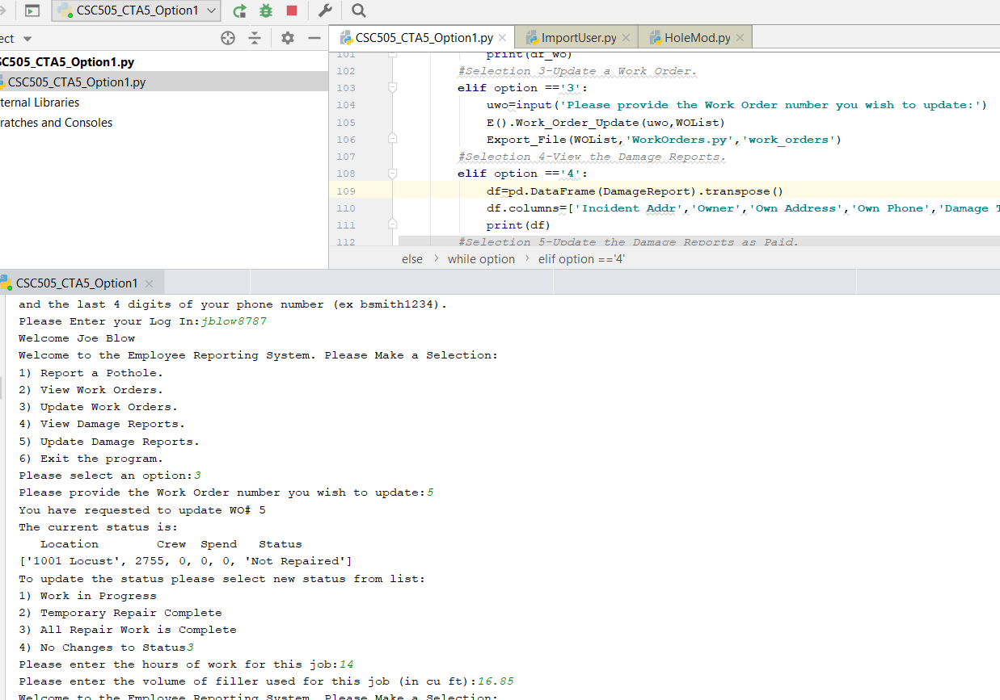 CSC505_CTA5_Option1
ect
CSC505_CTA5_Option1.py ImportUser.py HoleMod.py
SC505_CTA5_Option1.py
CSC505_CTA5_Option1.py
ternal Libraries
ratches and Consoles
101 print(df_wo)
102 #Selection 3-Update a Work Order.
103 elif option =='3':
104 uwo=input('Please provide the Work Order number you wish to update:')
105 E().Work_Order_Update(uwo,WOList)
106 Export_File(WOList,'WorkOrders.py','work_orders')
107 #Selection 4-View the Damage Reports.
108 elif option =='4':
109 df=pd.DataFrame(DamageReport).transpose()
110 df.columns=['Incident Addr','Owner','Own Address','Own Phone','Damage T
111 print(df)
112 #Selection 5-Update the Damage Reports as Paid.
else › while option › elif option =='4'
CSC505_CTA5_Option1
and the last 4 digits of your phone number (ex bsmith1234).
Please Enter your Log In:jblow8787
Welcome Joe Blow
Welcome to the Employee Reporting System. Please Make a Selection:
1) Report a Pothole.
2) View Work Orders.
3) Update Work Orders.
4) View Damage Reports.
5) Update Damage Reports.
6) Exit the program.
Please select an option:3
Please provide the Work Order number you wish to update:5
You have requested to update WO# 5
The current status is:
Location Crew Spend Status
['1001 Locust', 2755, 0, 0, 0, 'Not Repaired']
To update the status please select new status from list:
1) Work in Progress
2) Temporary Repair Complete
3) All Repair Work is Complete
4) No Changes to Status3
Please enter the hours of work for this job:14
Please enter the volume of filler used for this job (in cu ft):16.85
Welcome to the Employee Reporting System. Please Make a Selection: